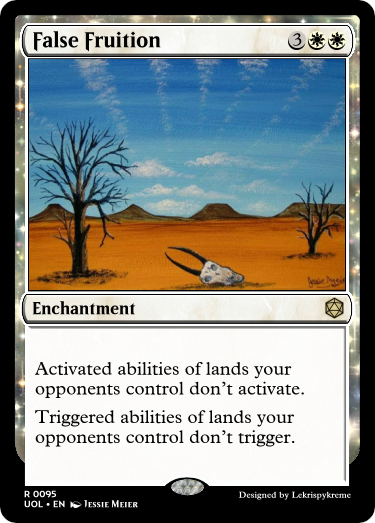 False Fruition 3
Enchantment
Activated abilities of lands your
opponents control don't activate.
Triggered abilities of lands your
opponents control don't trigger.
R 0095
UOL • EN Jessie Meier
Designed by Lekrispykreme